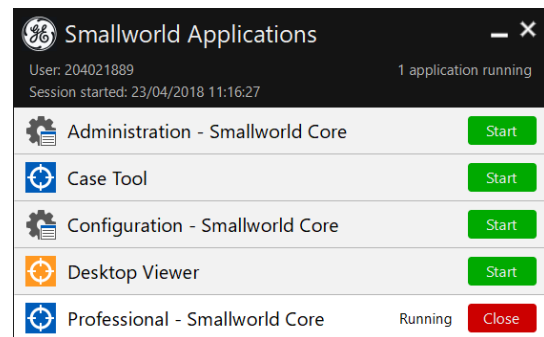 Smallworld Applications
User: 204021889 1 application running
Session started: 23/04/2018 11:16:27
Administration - Smallworld Core Start
Case Tool Start
Configuration - Smallworld Core Start
Desktop Viewer Start
Professional - Smallworld Core Running Close